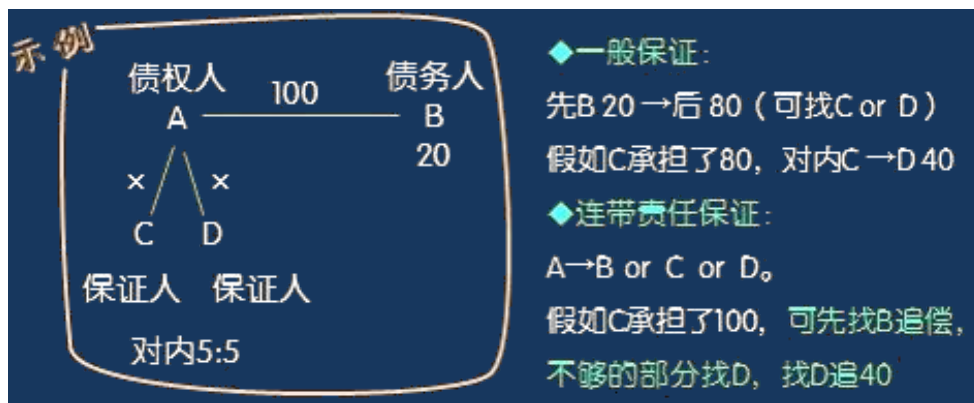 示例
债权人 100 债务人
A B
20
× ×
C D
保证人 保证人
对内5:5
◆一般保证:
先B 20→后 80（可找C or D）
假如C承担了80，对内C→D 40
◆连带责任保证:
A→B or C or D。
假如C承担了100，可先找B追偿，
不够的部分找D，找D追40